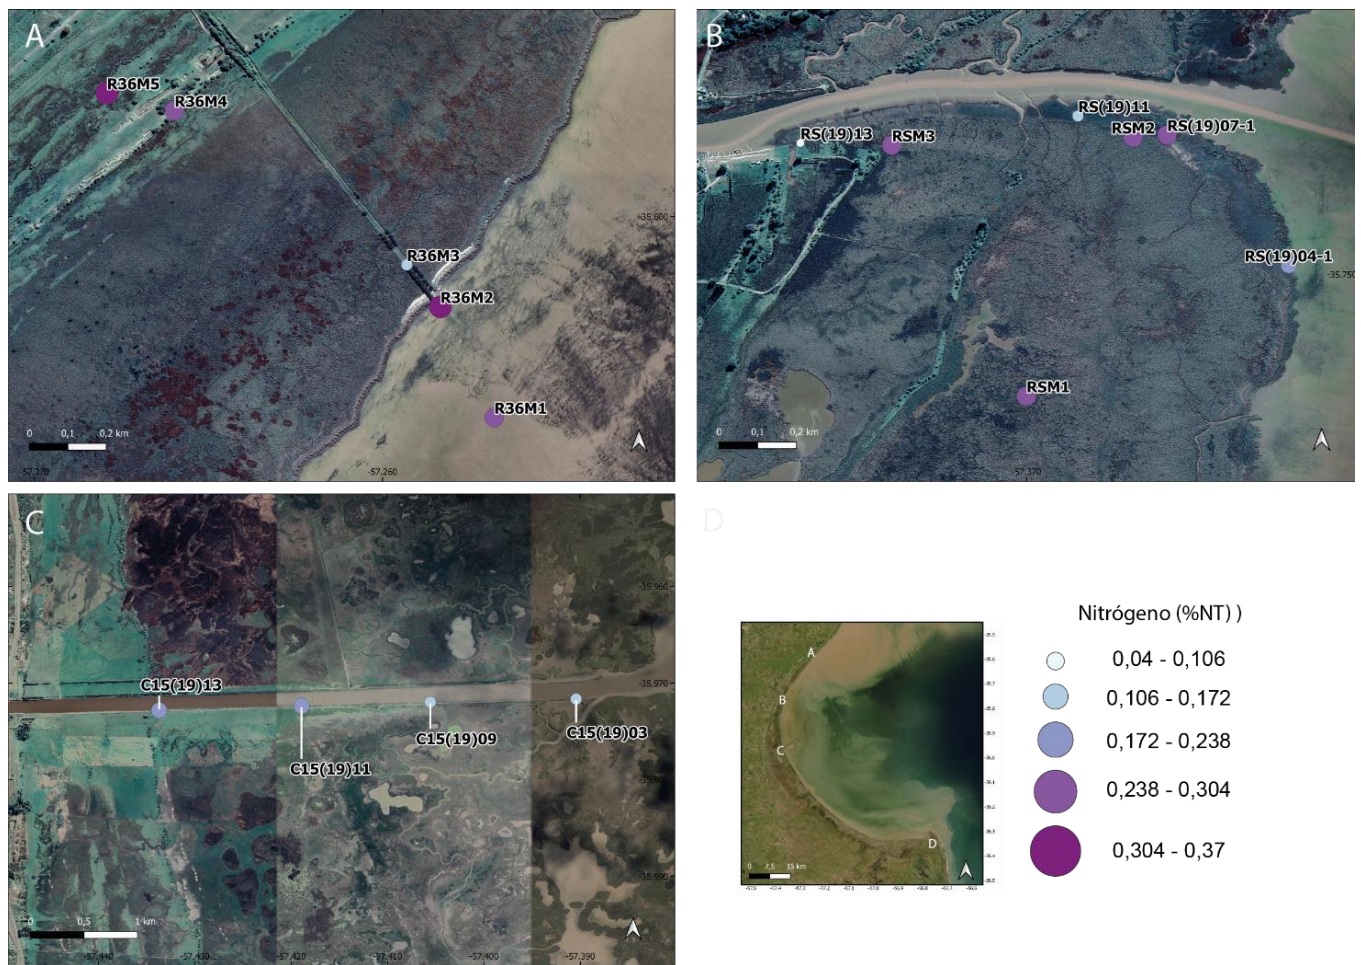 A
R36M5
R36M4
-35.600
R36M3
R36M2
R36M1
0 0,1 0,2 km
-57.270
-57.260
B
RS(19)11
RS(19)13
RSM3
RSM2
RS(19)07-1
RS(19)04-1
-35.750
RSM1
0 0,1 0,2 km
-57.370
C
-35.960
-35.970
C15(19)13
C15(19)11
C15(19)09
C15(19)03
-35.990
0 0,5 1 km
-57.440
-57.430
-57.420
-57.410
-57.400
-57.390
D
A
B
C
D
0 7,5 15 km
Nitrógeno (%NT) )
0,04 - 0,106
0,106 - 0,172
0,172 - 0,238
0,238 - 0,304
0,304 - 0,37